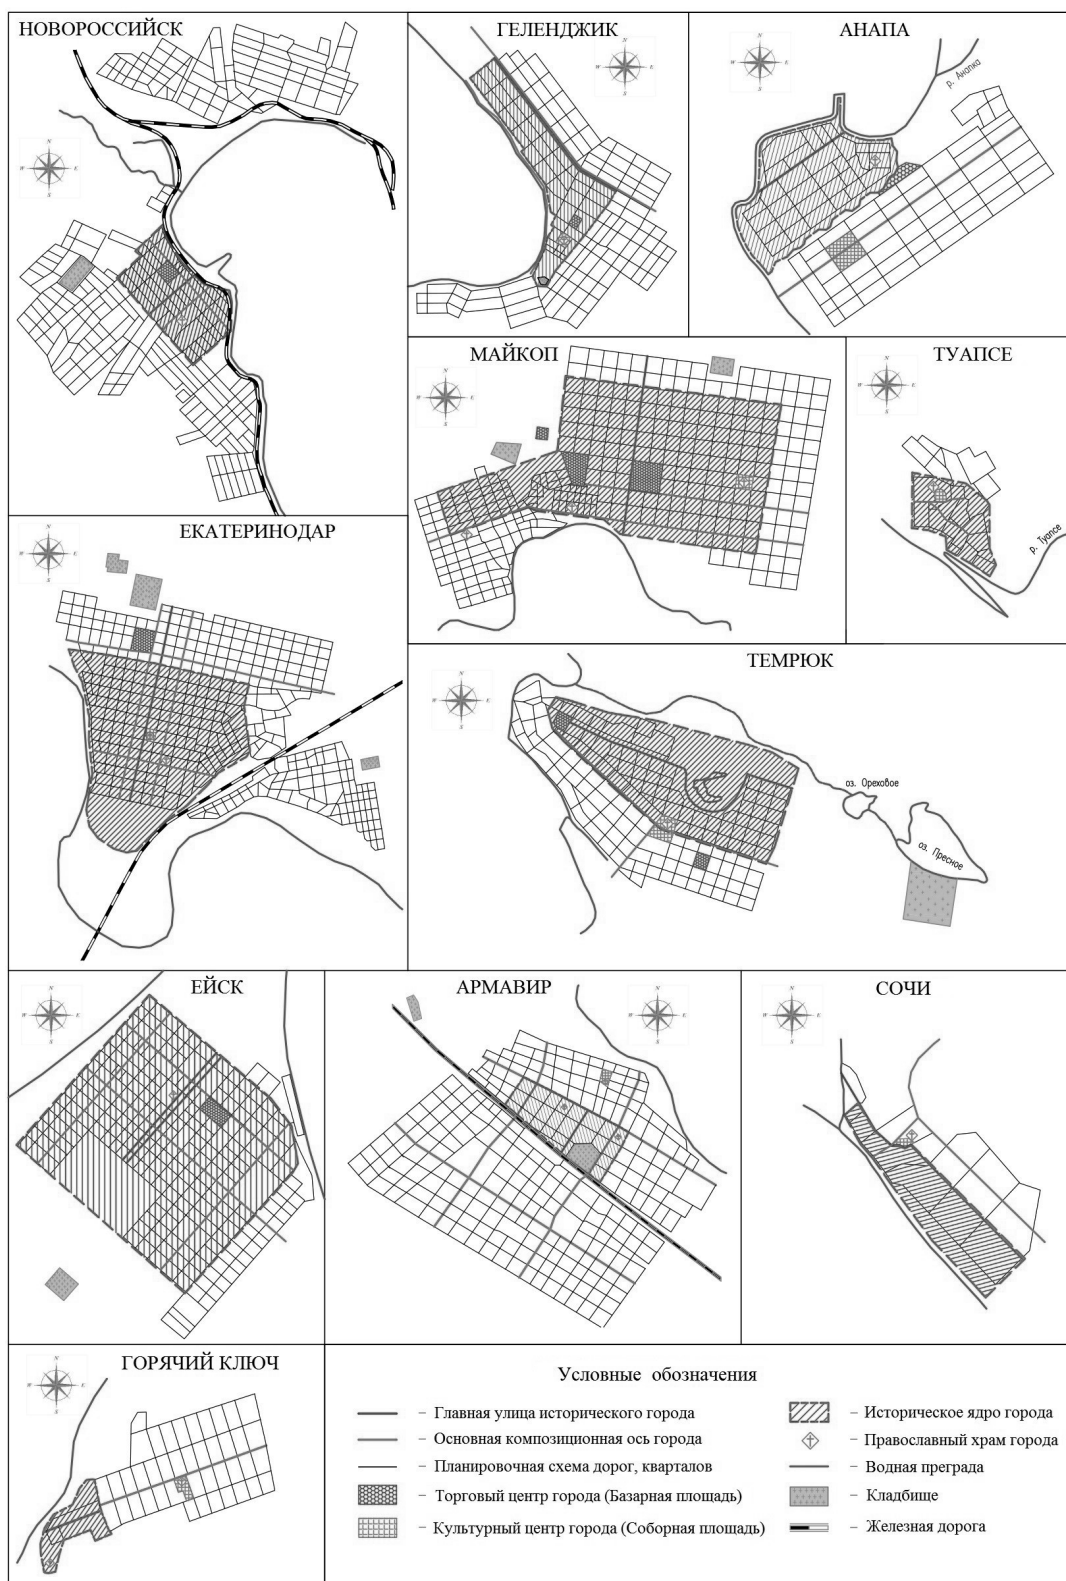 НОВОРОССИЙСК
N
W E
S
ГЕЛЕНДЖИК
N
W E
S
АНАПА
N
W E
S
р. Анапка
МАЙКОП
N
W E
S
ТУАПСЕ
N
W E
S
р. Туапсе
ЕКАТЕРИНОДАР
N
W E
S
ТЕМРЮК
N
W E
S
оз. Ореховое
оз. Пресное
ЕЙСК
N
W E
S
АРМАВИР
N
W E
S
СОЧИ
N
W E
S
ГОРЯЧИЙ КЛЮЧ
N
W E
S
Условные обозначения
– Главная улица исторического города
– Основная композиционная ось города
– Планировочная схема дорог, кварталов
– Торговый центр города (Базарная площадь)
– Культурный центр города (Соборная площадь)
– Историческое ядро города
– Православный храм города
– Водная преграда
– Кладбище
– Железная дорога